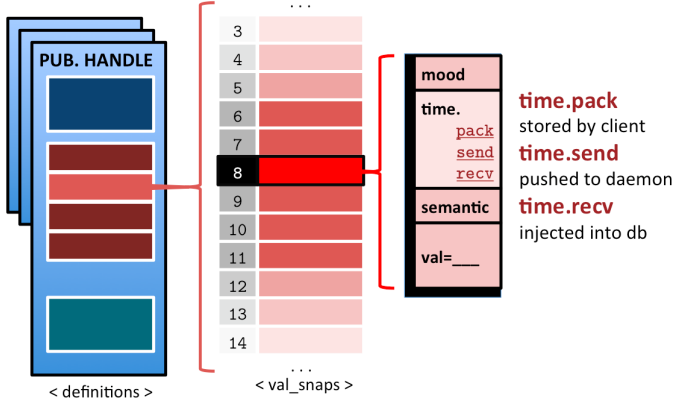 PUB. HANDLE
< definitions >
...
3
4
5
6
7
8
9
10
11
12
13
14
...
< val_snaps >
mood
time.
pack
send
recv
semantic
val=___
time.pack
stored by client
time.send
pushed to daemon
time.recv
injected into db